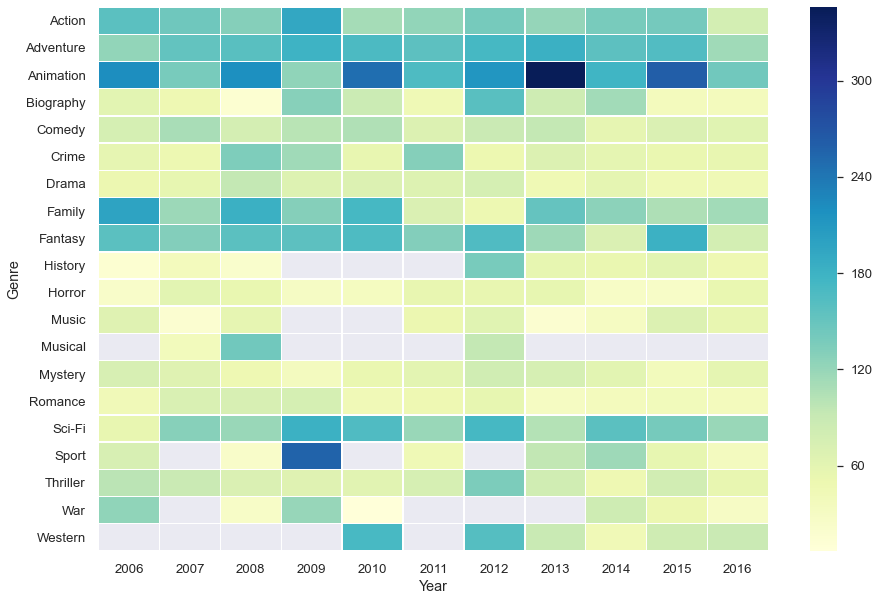 Genre
Action
Adventure
Animation
Biography
Comedy
Crime
Drama
Family
Fantasy
History
Horror
Music
Musical
Mystery
Romance
Sci-Fi
Sport
Thriller
War
Western
2006 2007 2008 2009 2010 2011 2012 2013 2014 2015 2016
Year
300
240
180
120
60